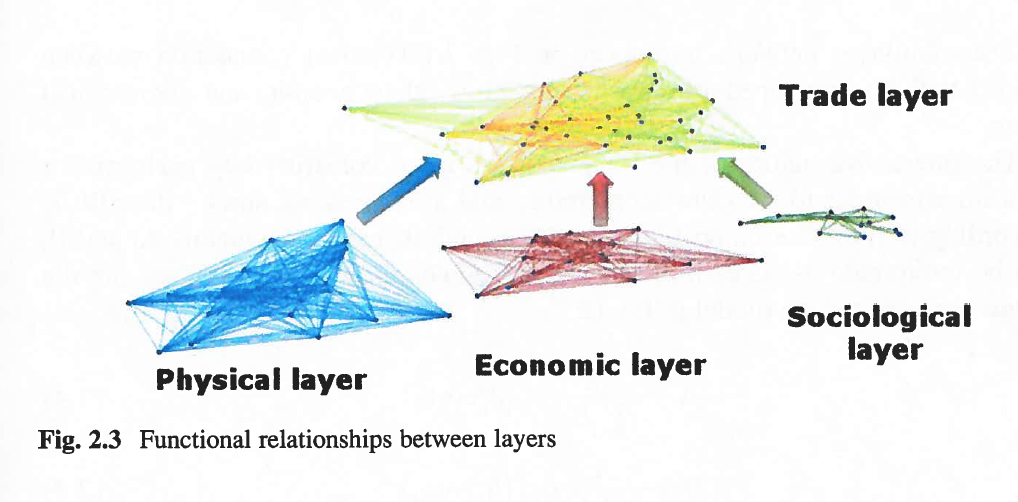 Trade layer
Sociological
layer
Economic layer
Physical layer
Fig. 2.3 Functional relationships between layers